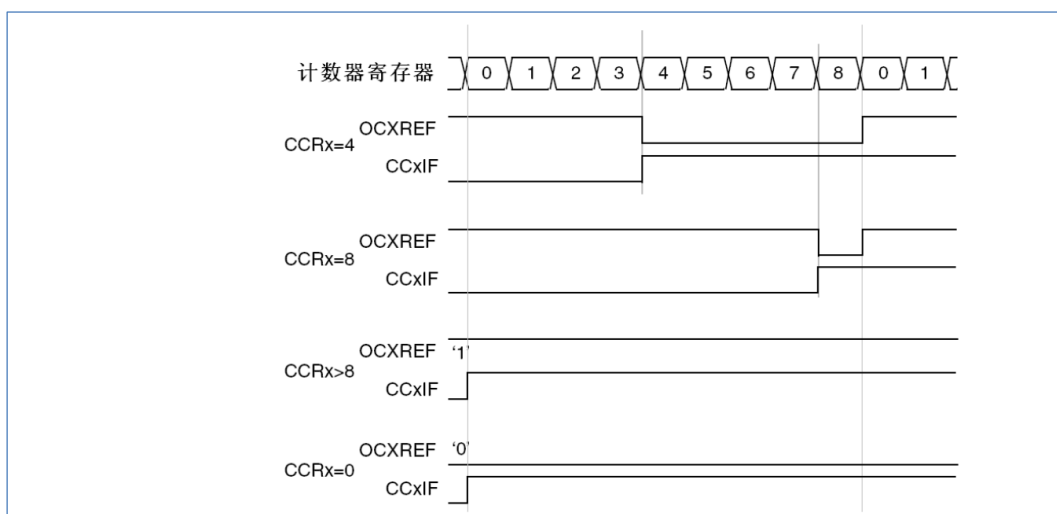 计数器寄存器 0 1 2 3 4 5 6 7 8 0 1
OCXREF
CCRx=4
CCxIF
OCXREF
CCRx=8
CCxIF
OCXREF ‘1’
CCRx>8
CCxIF
OCXREF ‘0’
CCRx=0
CCxIF